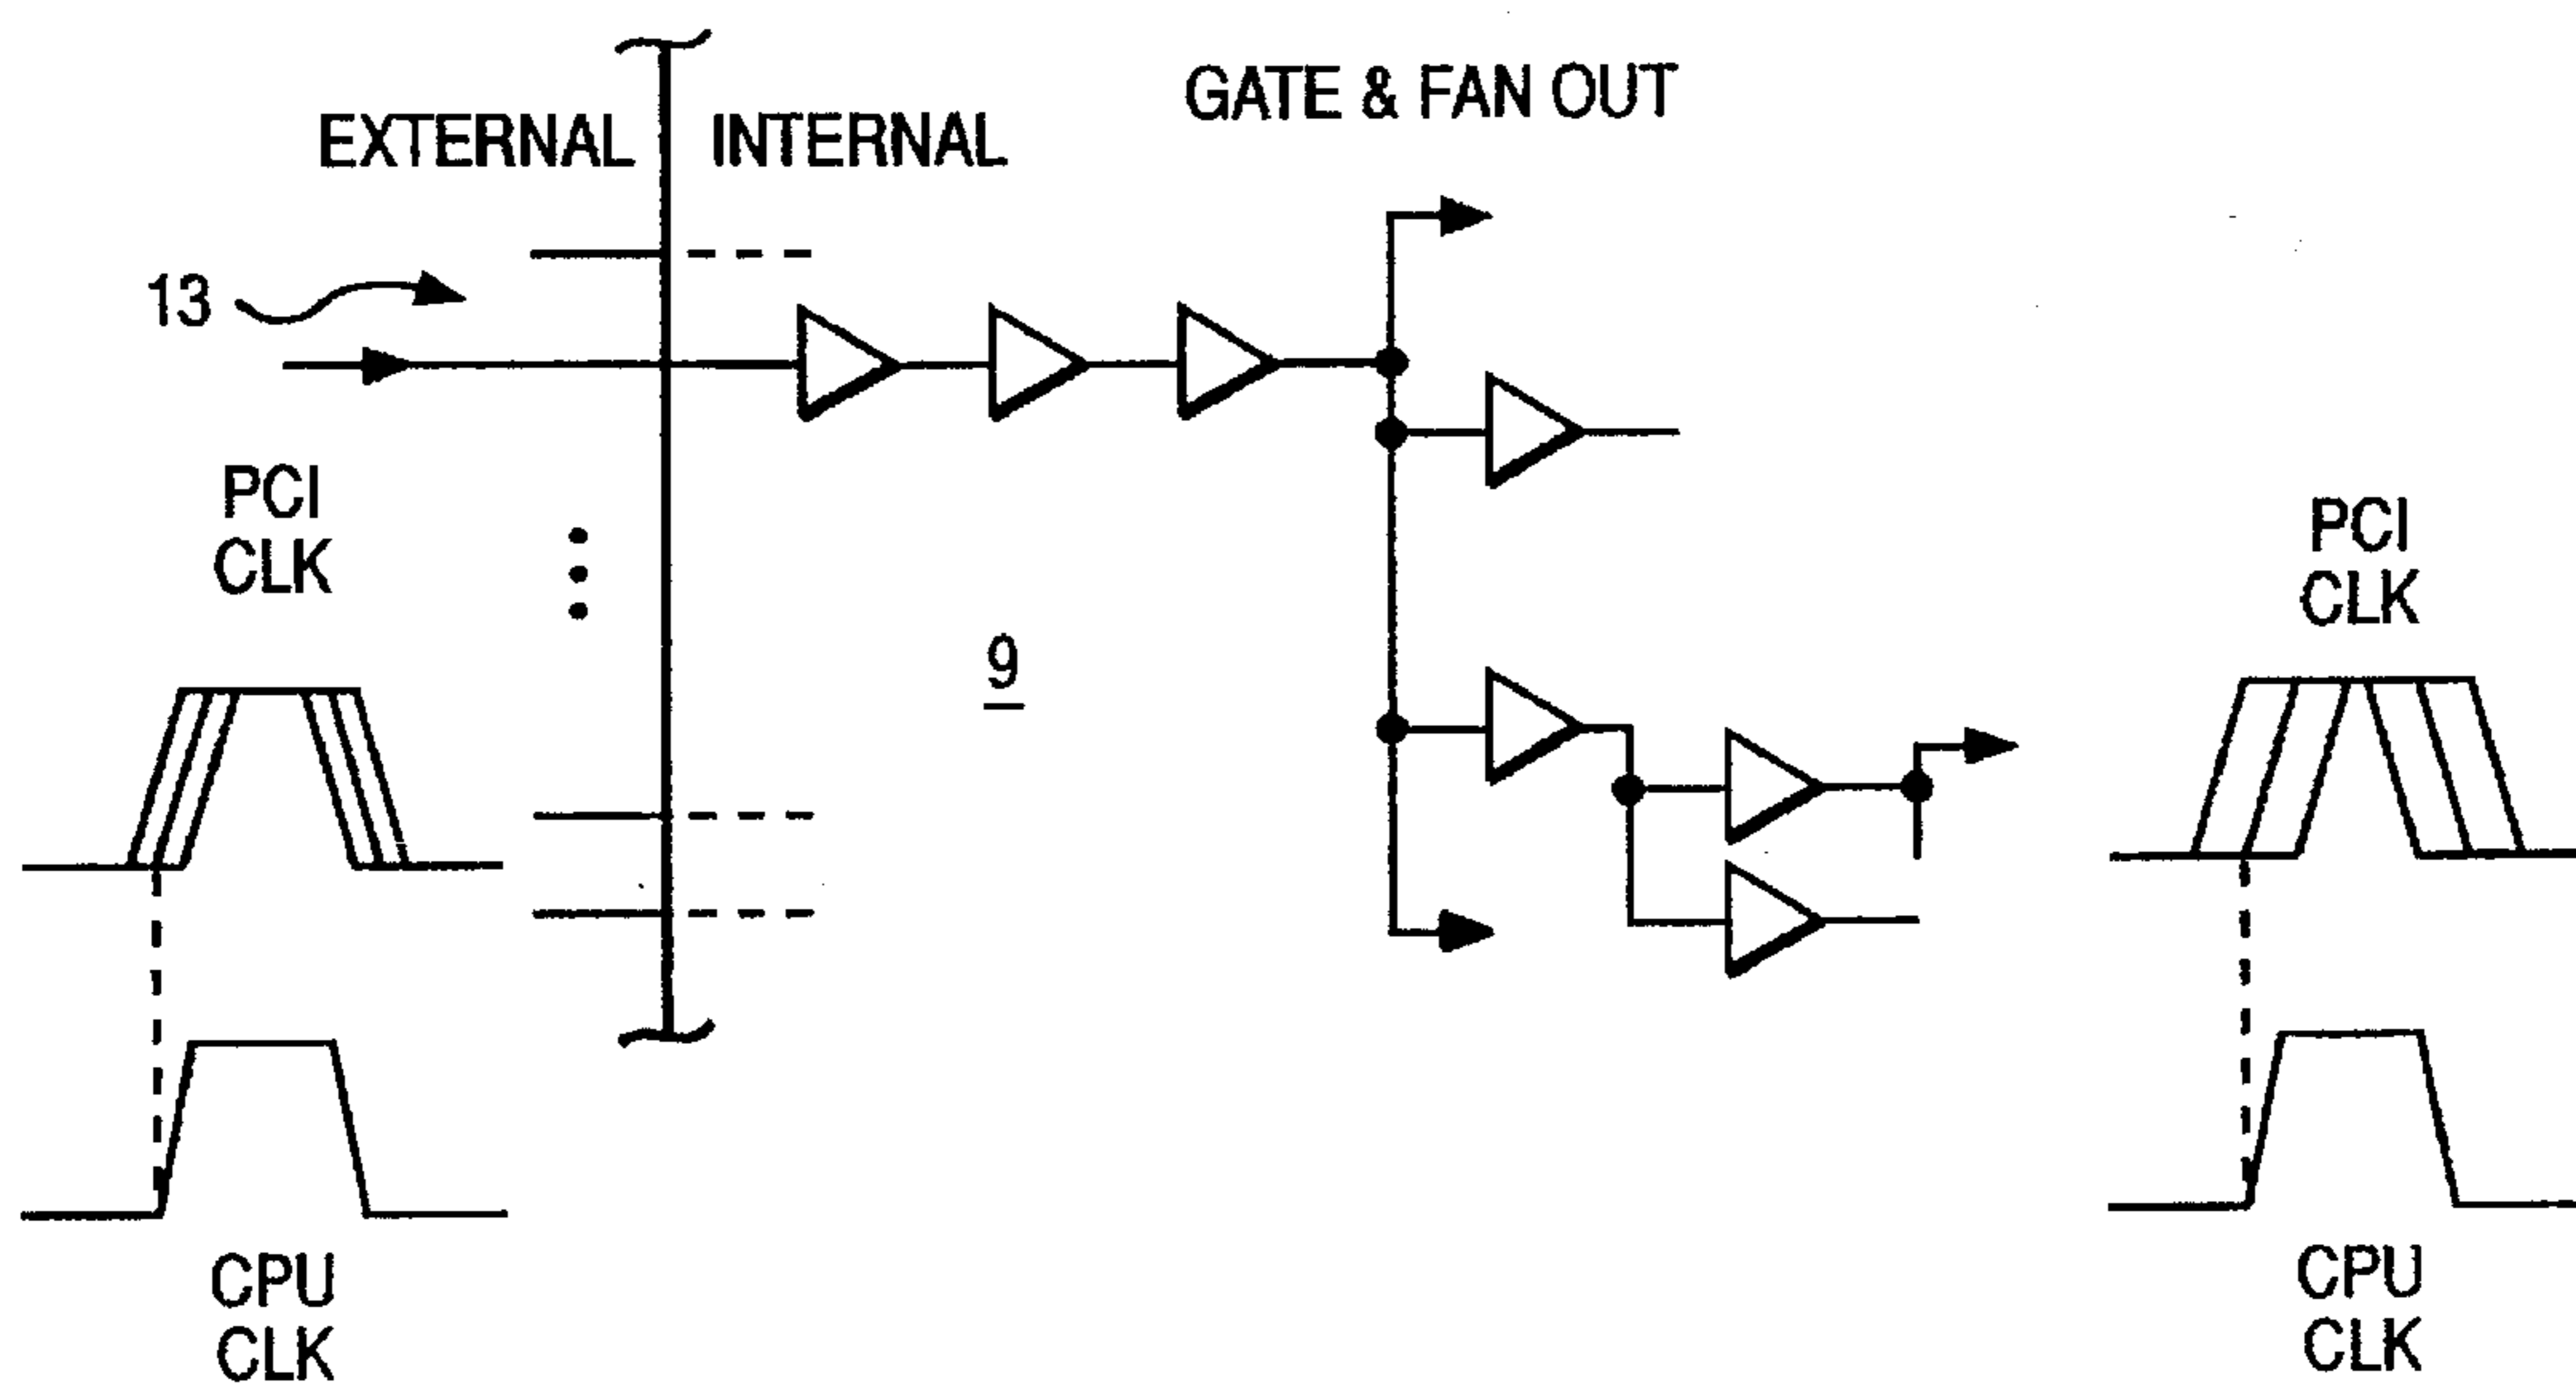 GATE & FAN OUT
EXTERNAL
INTERNAL
13
PCI
CLK
9
PCI
CLK
CPU
CLK
CPU
CLK